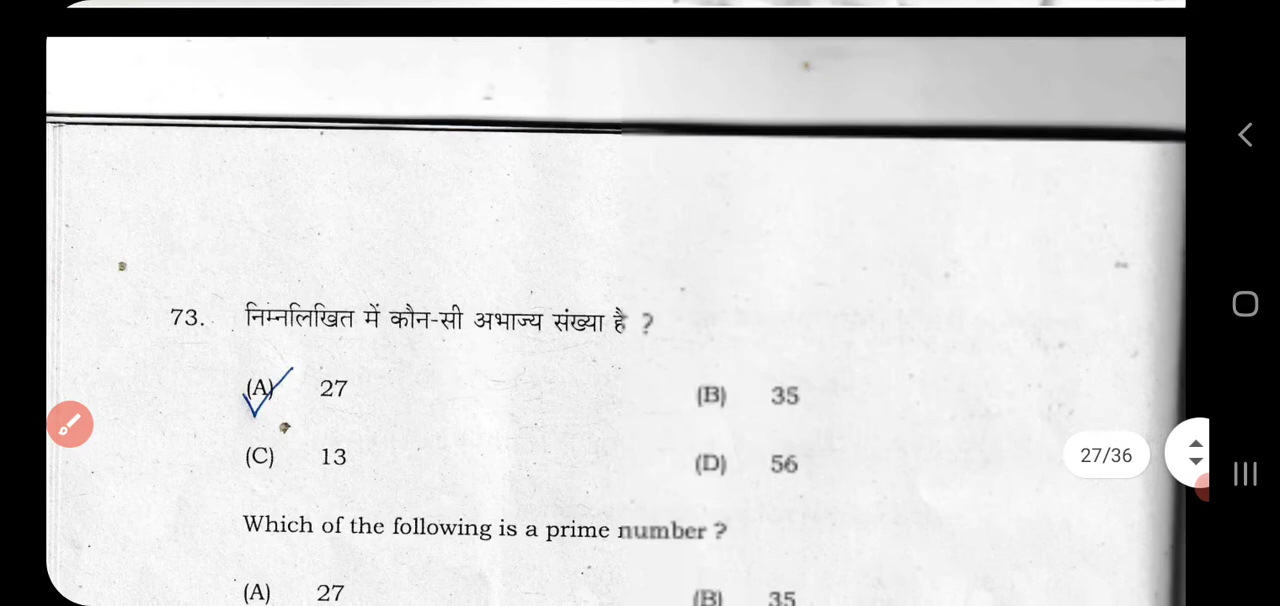 73. निम्नलिखित में कौन-सी अभाज्य संख्या है ?
(A) 27 (B) 35
(C) 13 (D) 56
27/36
Which of the following is a prime number ?
(A) 27 (B) 35